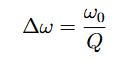 Δω = ω₀ / Q